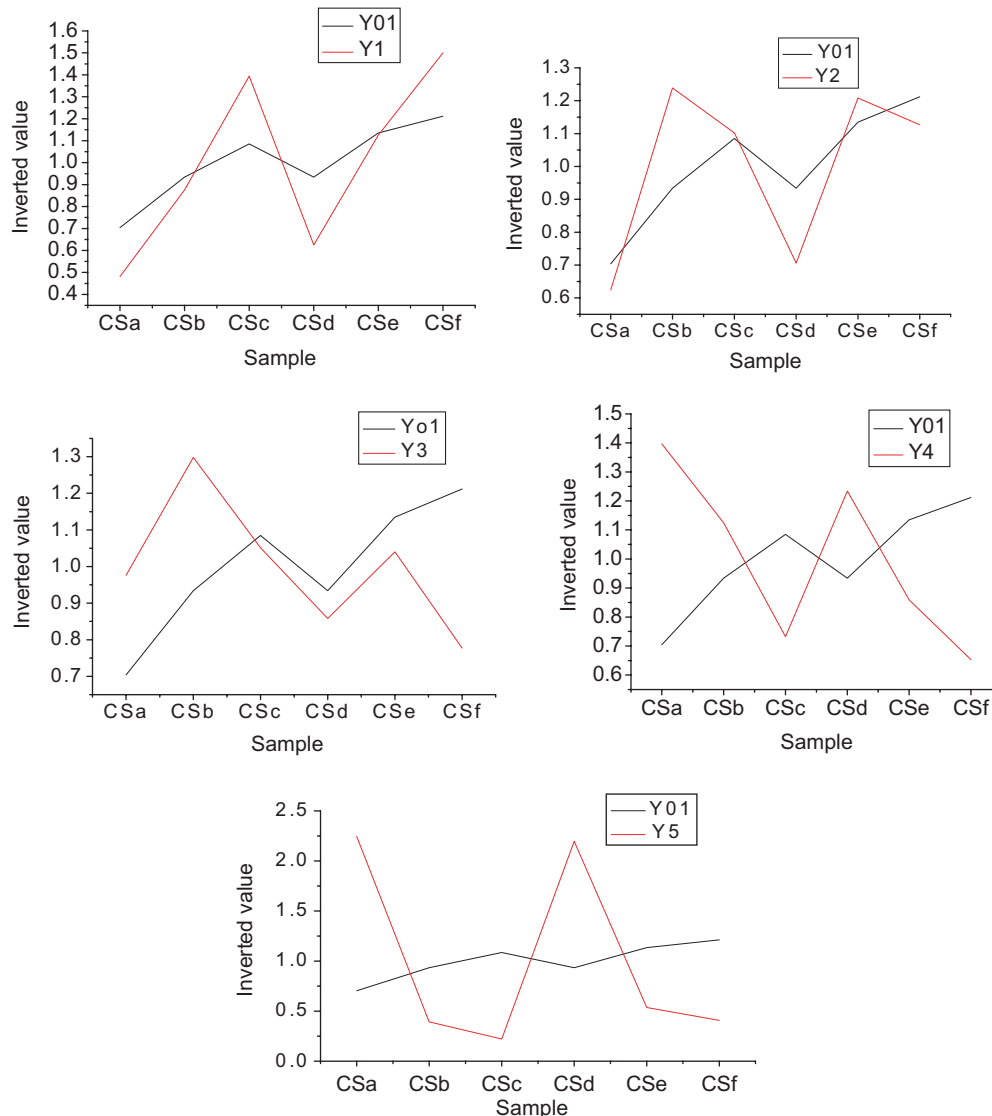 Y01
Y1
1.6
1.5
1.4
1.3
1.2
1.1
1.0
0.9
0.8
0.7
0.6
0.5
0.4
Inverted value
CSa CSb CSc CSd CSe CSf
Sample
Y01
Y2
1.3
1.2
1.1
1.0
0.9
0.8
0.7
0.6
Inverted value
CSa CSb CSc CSd CSe CSf
Sample
Yo1
Y3
1.3
1.2
1.1
1.0
0.9
0.8
0.7
Inverted value
CSa CSb CSc CSd CSe CSf
Sample
Y01
Y4
1.5
1.4
1.3
1.2
1.1
1.0
0.9
0.8
0.7
0.6
Inverted value
CSa CSb CSc CSd CSe CSf
Sample
Y01
Y5
2.5
2.0
1.5
1.0
0.5
0.0
Inverted value
CSa CSb CSc CSd CSe CSf
Sample